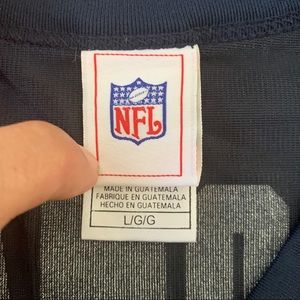 NFL
MADE IN GUATEMALA
FABRIQUE EN GUATEMALA
HECHO EN GUATEMALA
L/G/G